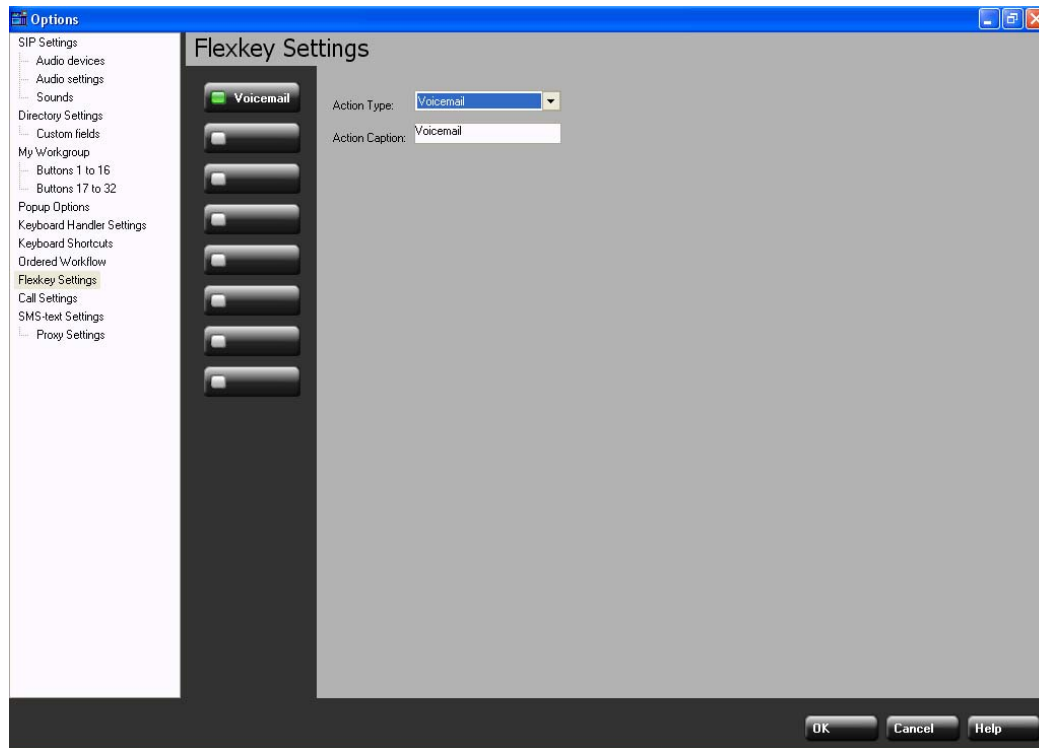 Options
SIP Settings
Audio devices
Audio settings
Sounds
Directory Settings
Custom fields
My Workgroup
Buttons 1 to 16
Buttons 17 to 32
Popup Options
Keyboard Handler Settings
Keyboard Shortcuts
Ordered Workflow
Flexkey Settings
Call Settings
SMS-text Settings
Proxy Settings
Flexkey Settings
Voicemail
Action Type: Voicemail
Action Caption: Voicemail
OK Cancel Help